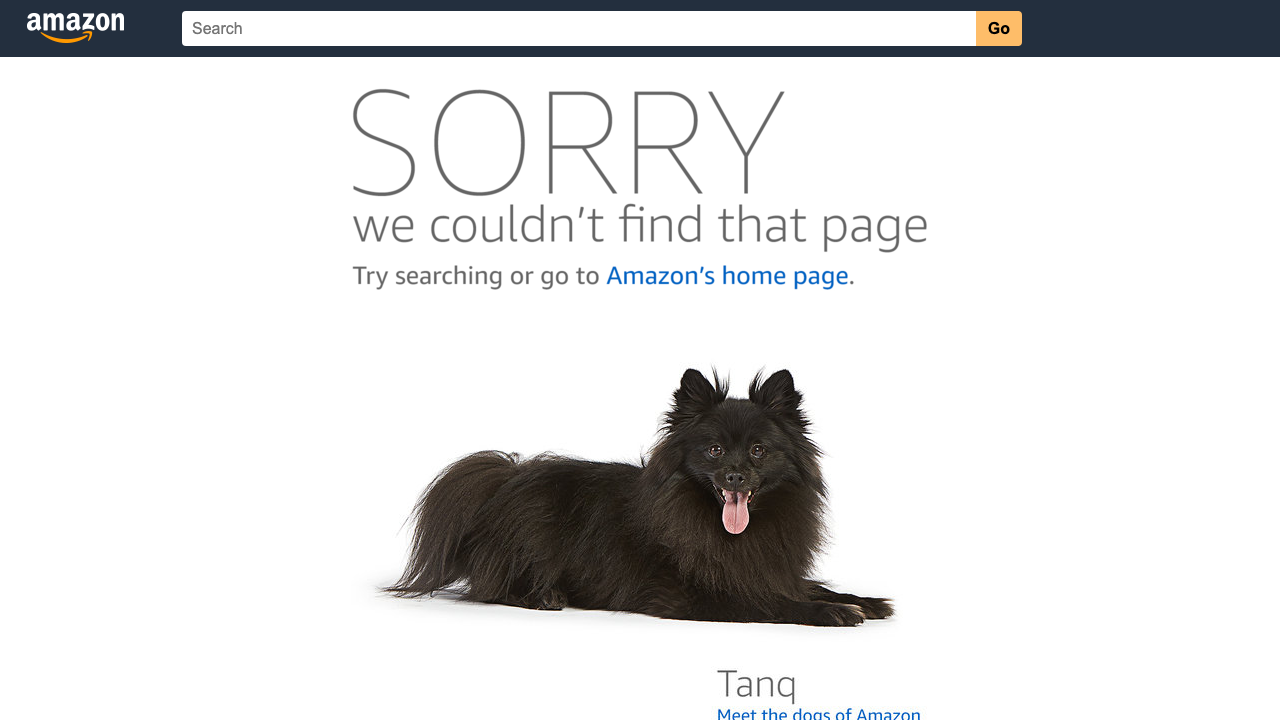 amazon
Search
Go
SORRY
we couldn't find that page
Try searching or go to Amazon's home page.
Tanq
Meet the dogs of Amazon